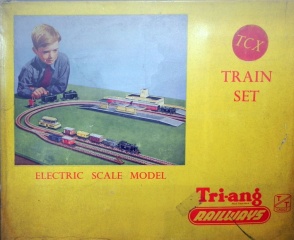 TCX
TRAIN
SET
ELECTRIC SCALE MODEL
Tri-ang
RAILWAYS